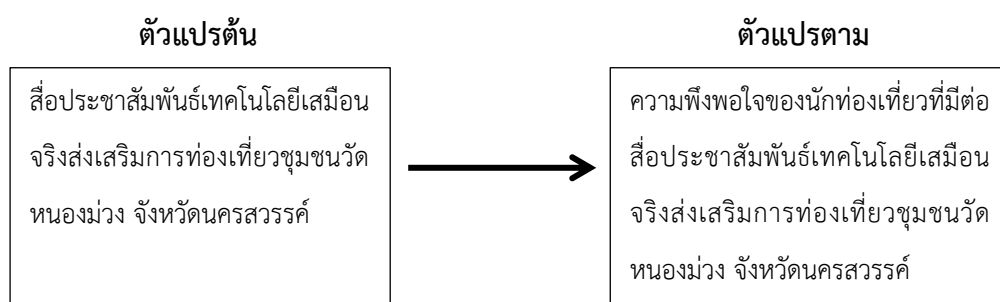 ตัวแปรต้น
สื่อประชาสัมพันธ์เทคโนโลยีเสมือน
จริงส่งเสริมการท่องเที่ยวชุมชนวัด
หนองม่วง จังหวัดนครสวรรค์
ตัวแปรตาม
ความพึงพอใจของนักท่องเที่ยวที่มีต่อ
สื่อประชาสัมพันธ์เทคโนโลยีเสมือน
จริงส่งเสริมการท่องเที่ยวชุมชนวัด
หนองม่วง จังหวัดนครสวรรค์